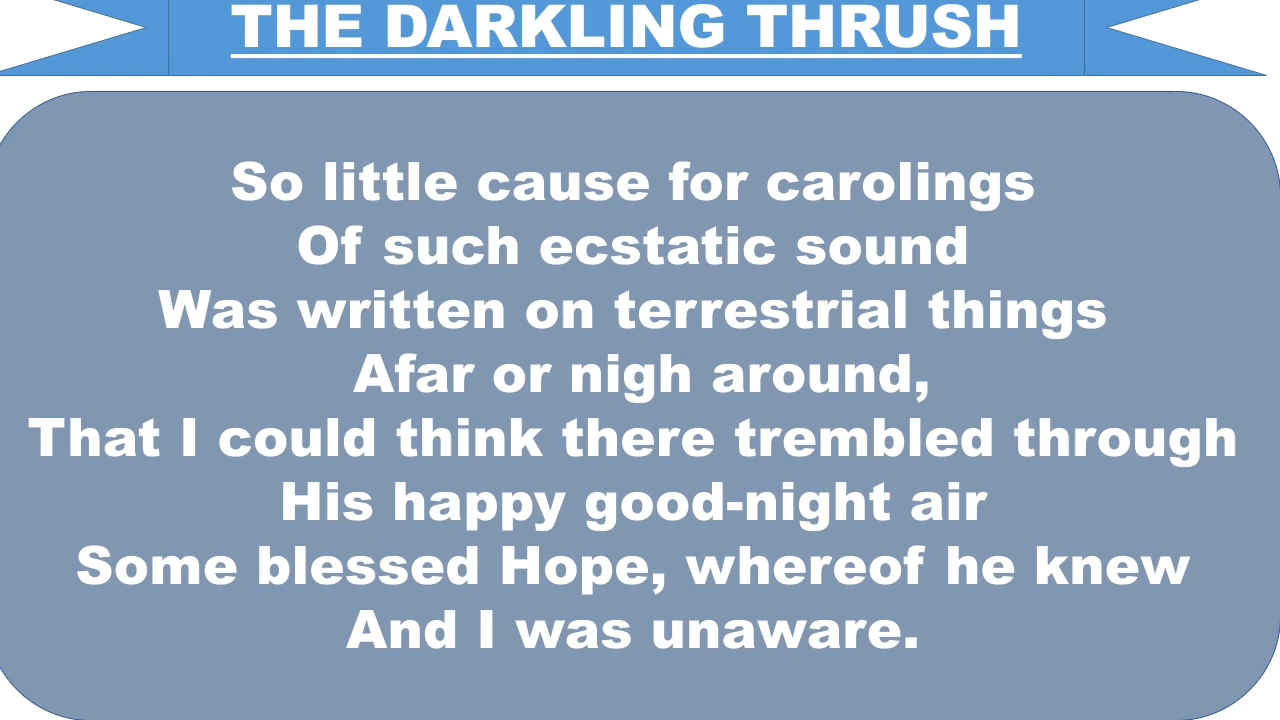 THE DARKLING THRUSH
So little cause for carolings
Of such ecstatic sound
Was written on terrestrial things
Afar or nigh around,
That I could think there trembled through
His happy good-night air
Some blessed Hope, whereof he knew
And I was unaware.